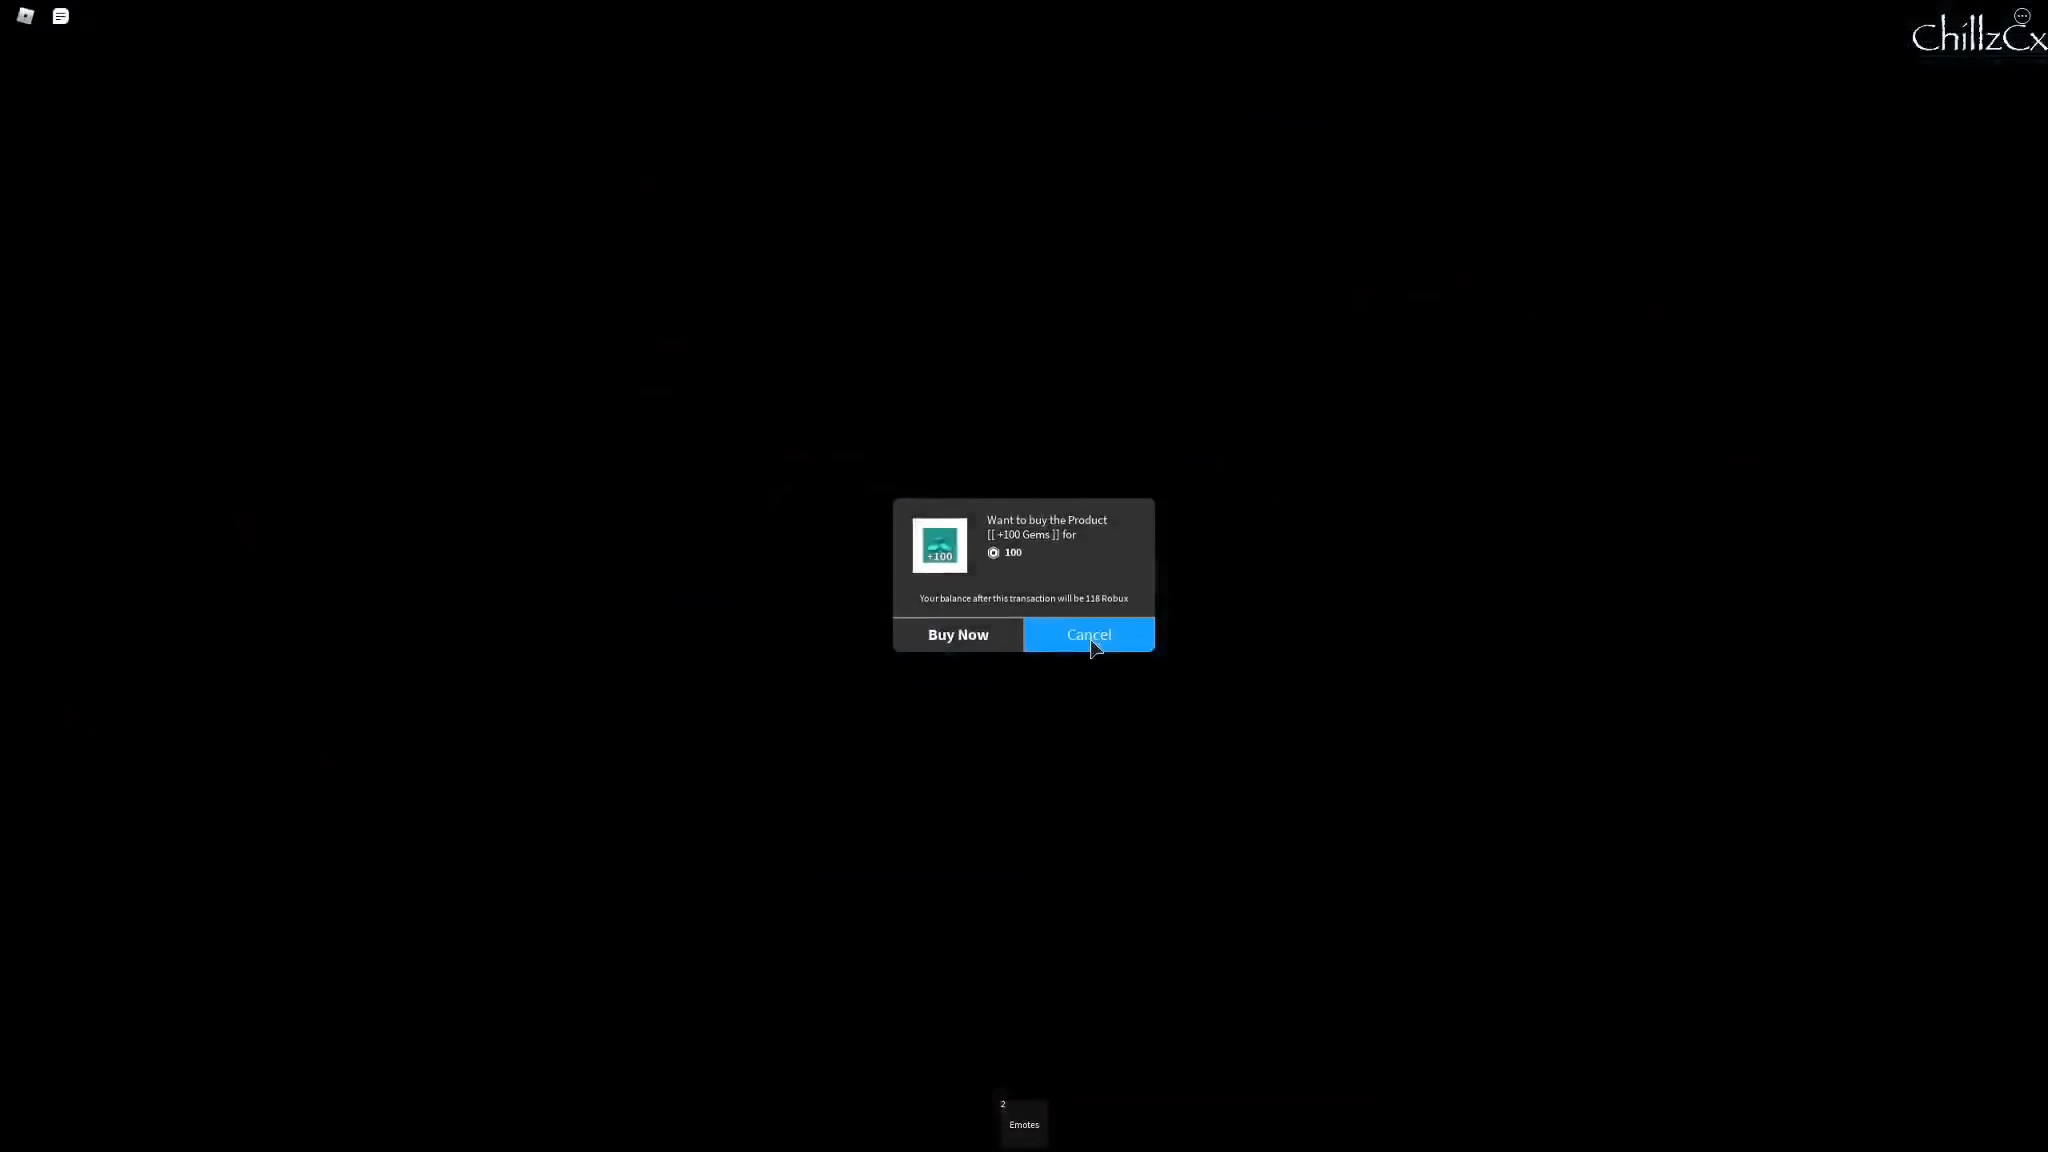 ChillzCx
+100
Want to buy the Product
[[ +100 Gems ]] for
100
Your balance after this transaction will be 118 Robux
Buy Now
Cancel
2
Emotes